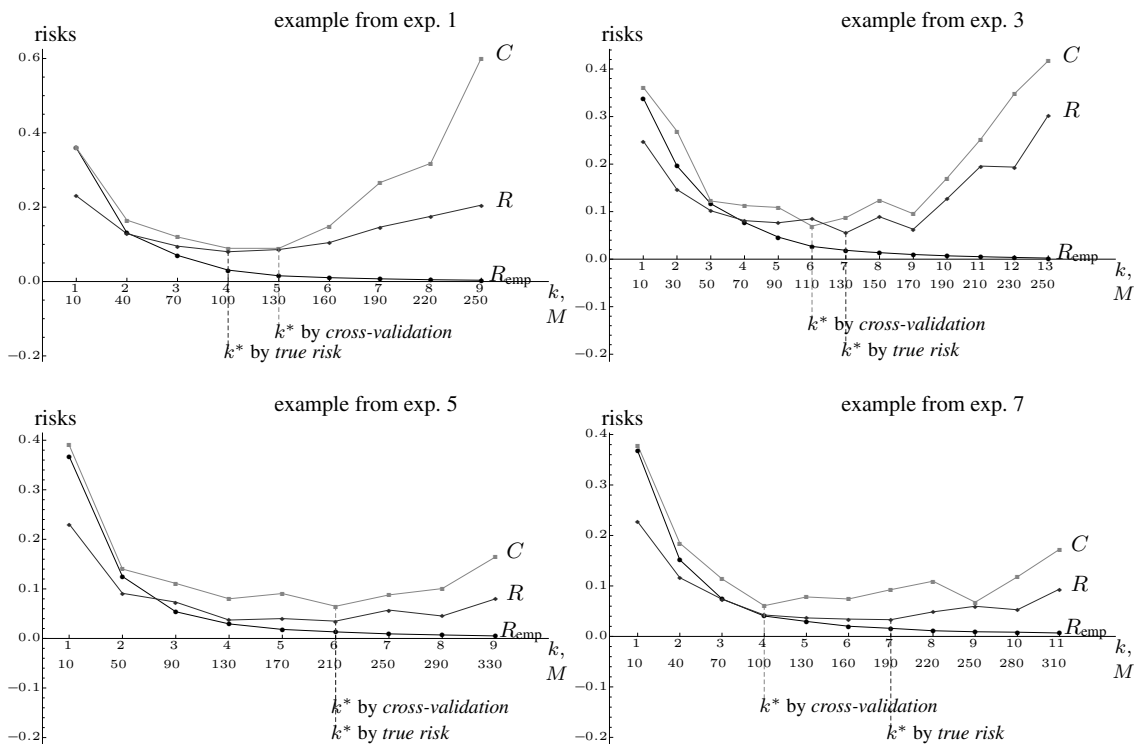 example from exp. 1
risks
0.6
0.4
0.2
0.0
−0.2
C
R
R_emp
1 2 3 4 5 6 7 8 9 k,
10 40 70 100 130 160 190 220 250 M
k* by cross-validation
k* by true risk
example from exp. 3
risks
0.4
0.3
0.2
0.1
0.0
−0.1
−0.2
C
R
R_emp
1 2 3 4 5 6 7 8 9 10 11 12 13 k,
10 30 50 70 90 110 130 150 170 190 210 230 250 M
k* by cross-validation
k* by true risk
example from exp. 5
risks
0.4
0.3
0.2
0.1
0.0
−0.1
−0.2
C
R
R_emp
1 2 3 4 5 6 7 8 9 k,
10 50 90 130 170 210 250 290 330 M
k* by cross-validation
k* by true risk
example from exp. 7
risks
0.4
0.3
0.2
0.1
0.0
−0.1
−0.2
C
R
R_emp
1 2 3 4 5 6 7 8 9 10 11 k,
10 40 70 100 130 160 190 220 250 280 310 M
k* by cross-validation
k* by true risk